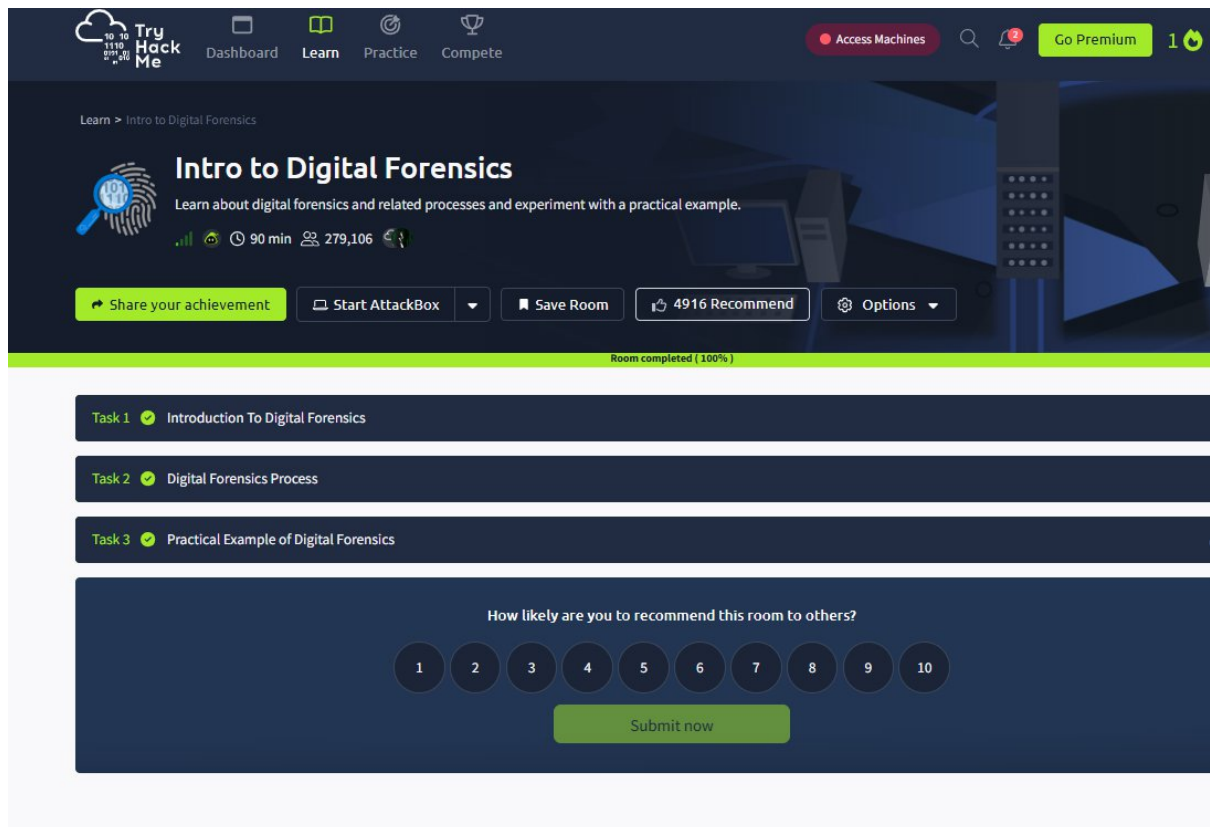 Try
Hack
Me
Dashboard
Learn
Practice
Compete
Access Machines
2
Go Premium
1
Learn > Intro to Digital Forensics
Intro to Digital Forensics
Learn about digital forensics and related processes and experiment with a practical example.
90 min 279,106
Share your achievement
Start AttackBox
Save Room
4916 Recommend
Options
Room completed ( 100% )
Task 1 Introduction To Digital Forensics
Task 2 Digital Forensics Process
Task 3 Practical Example of Digital Forensics
How likely are you to recommend this room to others?
1 2 3 4 5 6 7 8 9 10
Submit now